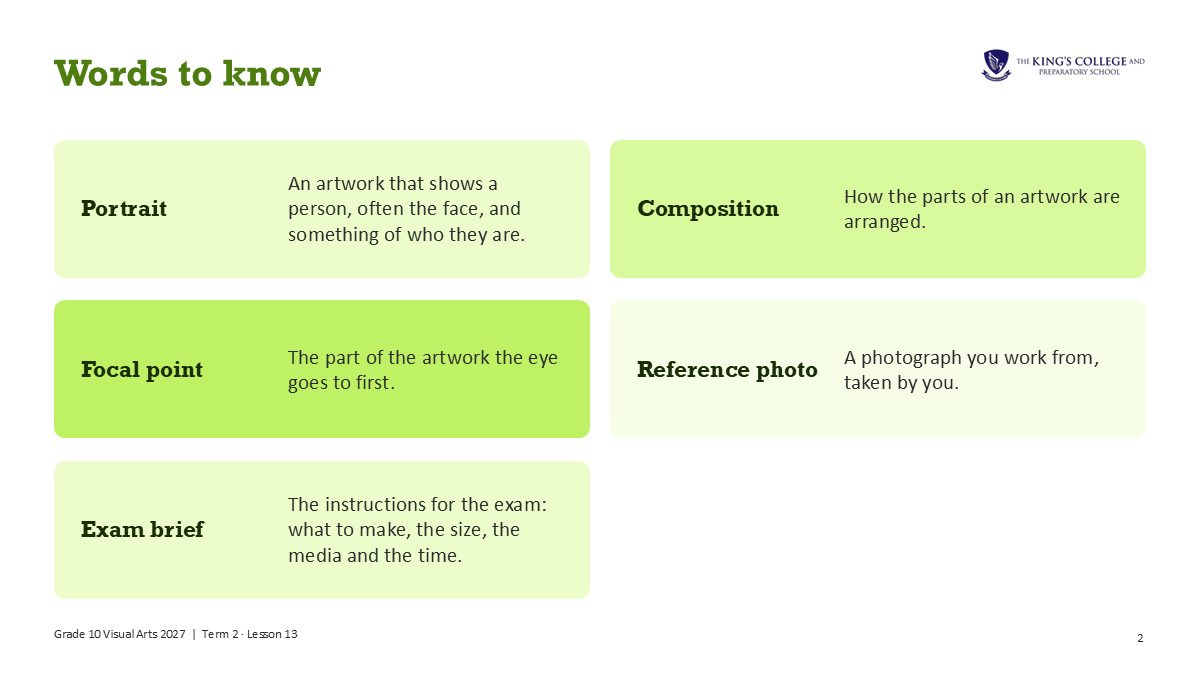 Words to know
THE KING'S COLLEGE AND
PREPARATORY SCHOOL
Portrait
An artwork that shows a
person, often the face, and
something of who they are.
Composition
How the parts of an artwork are
arranged.
Focal point
The part of the artwork the eye
goes to first.
Reference photo
A photograph you work from,
taken by you.
Exam brief
The instructions for the exam:
what to make, the size, the
media and the time.
Grade 10 Visual Arts 2027 | Term 2 · Lesson 13
2